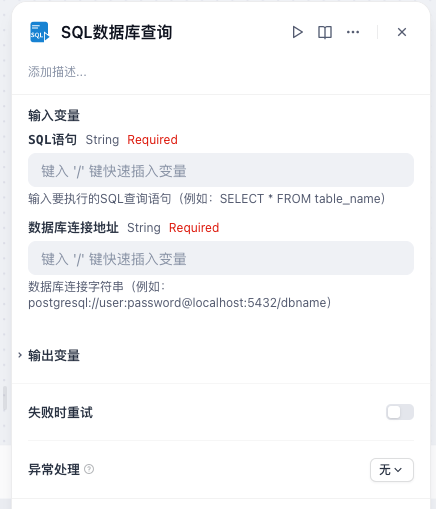 SQL
SQL数据库查询
添加描述...
输入变量
SQL语句 String Required
键入 '/' 键快速插入变量
输入要执行的SQL查询语句（例如：SELECT * FROM table_name）
数据库连接地址 String Required
键入 '/' 键快速插入变量
数据库连接字符串（例如：
postgresql://user:password@localhost:5432/dbname）
输出变量
失败时重试
异常处理
无